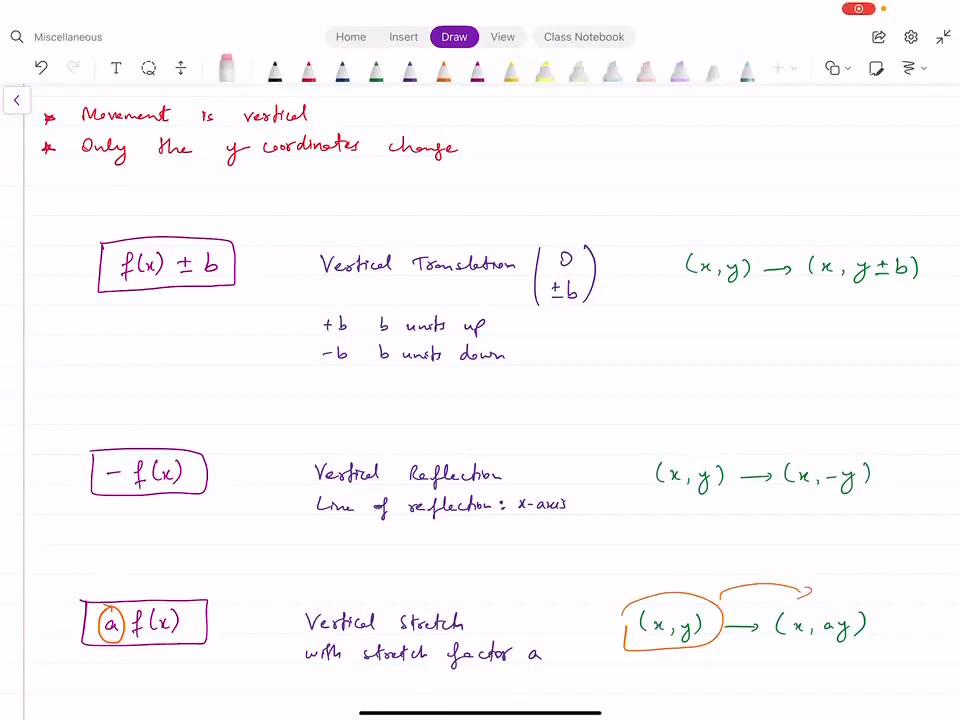 Miscellaneous
Home Insert Draw View Class Notebook
* Movement is vertical
* Only the y coordinates change
f(x) ± b Vertical Translation (0 ±b) (x, y) → (x, y ± b)
+b b units up
-b b units down
- f(x) Vertical Reflection (x, y) → (x, -y)
Line of reflection: x-axis
a f(x) Vertical Stretch (x, y) → (x, ay)
with stretch factor a